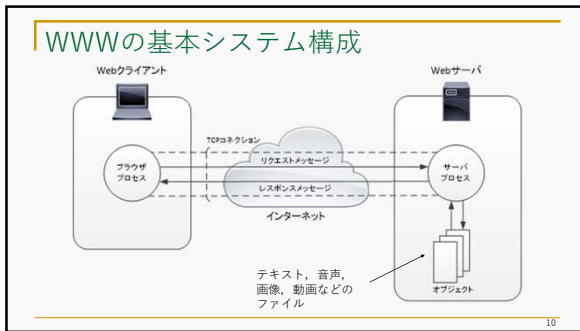 WWWの基本システム構成
Webクライアント
Webサーバ
TCPコネクション
ブラウザ
プロセス
リクエストメッセージ
レスポンスメッセージ
サーバ
プロセス
インターネット
テキスト，音声，
画像，動画などの
ファイル
オブジェクト
10